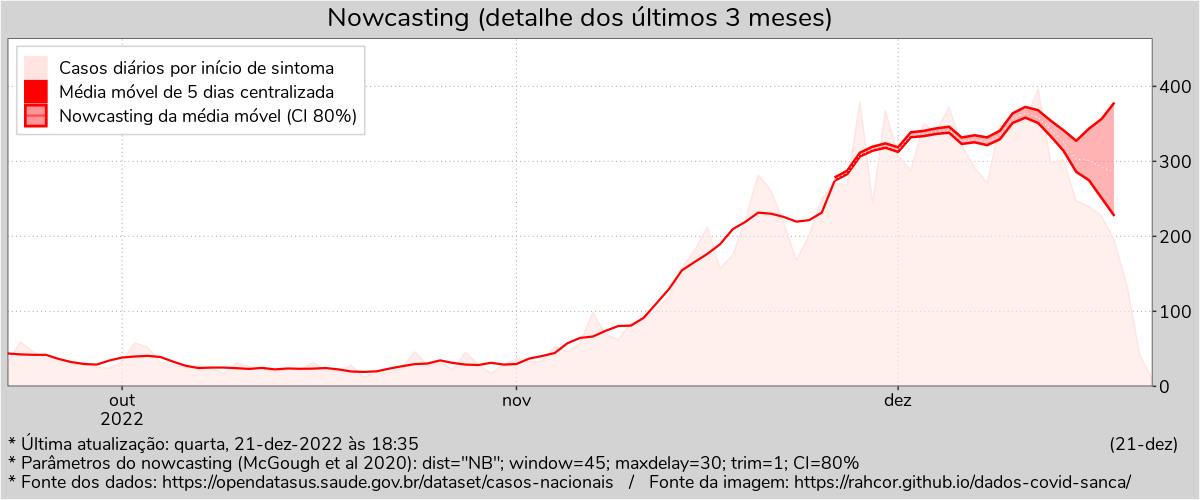 Nowcasting (detalhe dos últimos 3 meses)
Casos diários por início de sintoma
Média móvel de 5 dias centralizada
Nowcasting da média móvel (CI 80%)
400
300
200
100
0
out
2022
nov
dez
* Última atualização: quarta, 21-dez-2022 às 18:35
(21-dez)
* Parâmetros do nowcasting (McGough et al 2020): dist="NB"; window=45; maxdelay=30; trim=1; CI=80%
* Fonte dos dados: https://opendatasus.saude.gov.br/dataset/casos-nacionais / Fonte da imagem: https://rahcor.github.io/dados-covid-sanca/